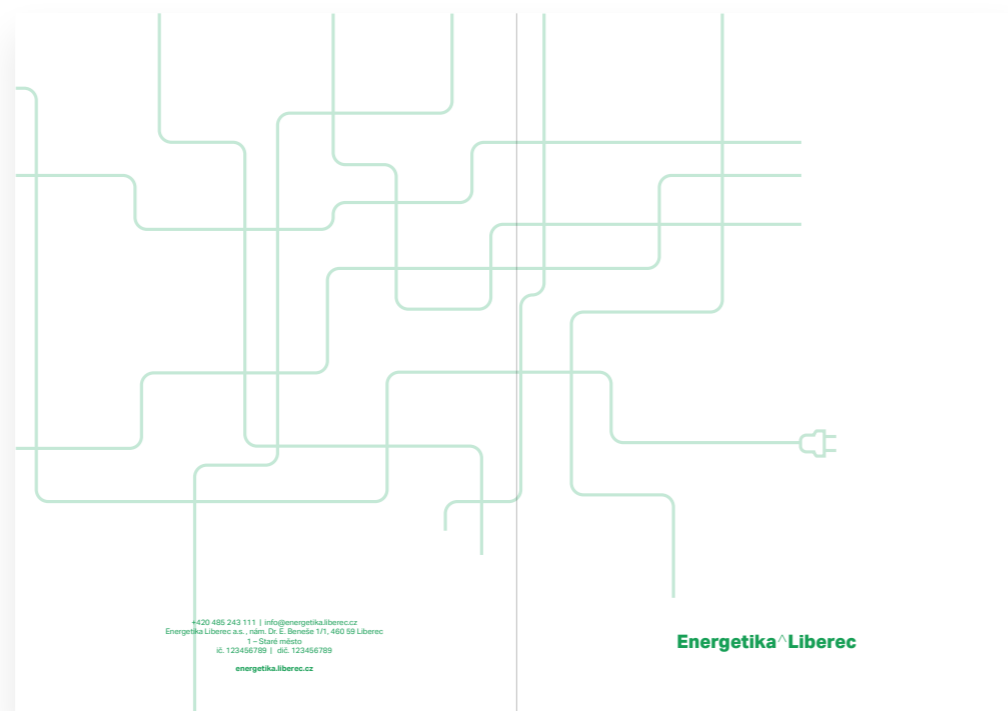 +420 485 243 111 | info@energetika.liberec.cz
Energetika Liberec a.s., nám. Dr. E. Beneše 1/1, 460 59 Liberec
1 – Staré město
ič. 123456789 | dič. 123456789
energetika.liberec.cz
Energetika^Liberec